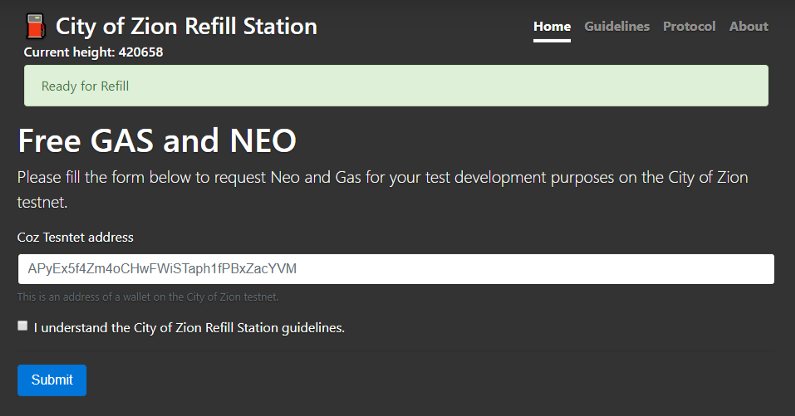 City of Zion Refill Station
Home Guidelines Protocol About
Current height: 420658
Ready for Refill
Free GAS and NEO
Please fill the form below to request Neo and Gas for your test development purposes on the City of Zion
testnet.
Coz Tesntet address
APyEx5f4Zm4oCHwFWiSTaph1fPBxZacYVM
This is an address of a wallet on the City of Zion testnet.
I understand the City of Zion Refill Station guidelines.
Submit